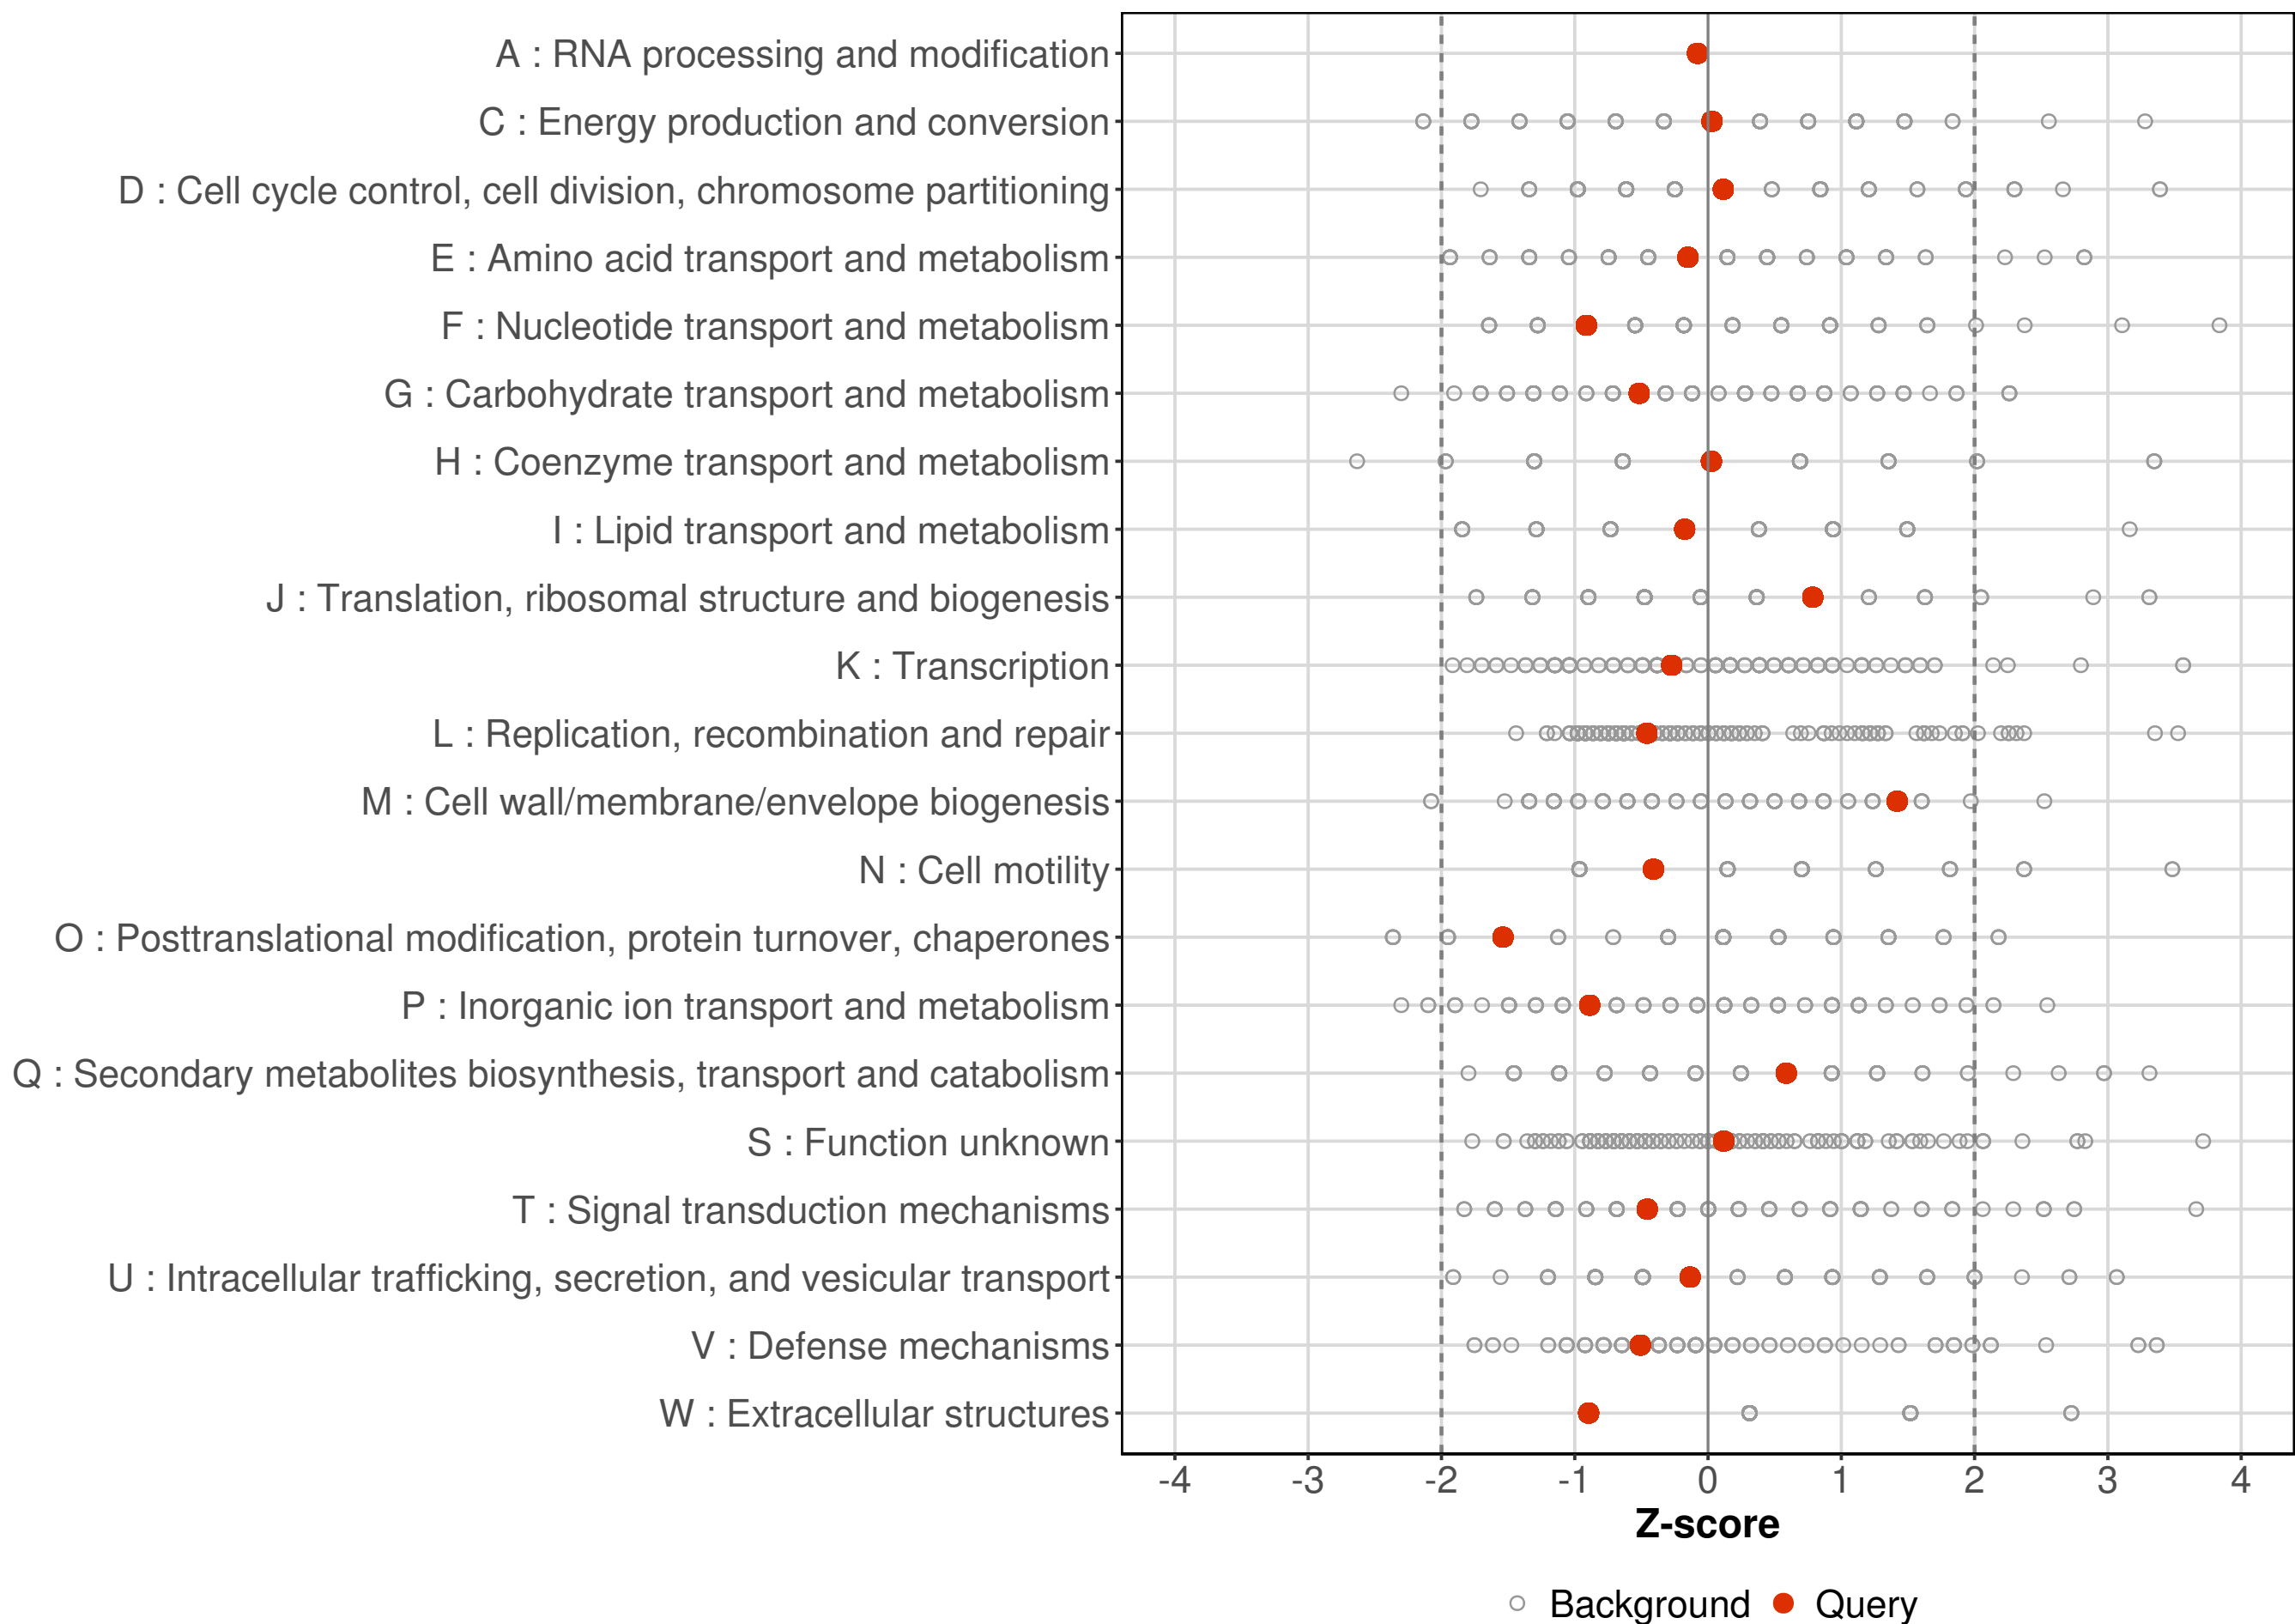 A : RNA processing and modification
C : Energy production and conversion
D : Cell cycle control, cell division, chromosome partitioning
E : Amino acid transport and metabolism
F : Nucleotide transport and metabolism
G : Carbohydrate transport and metabolism
H : Coenzyme transport and metabolism
I : Lipid transport and metabolism
J : Translation, ribosomal structure and biogenesis
K : Transcription
L : Replication, recombination and repair
M : Cell wall/membrane/envelope biogenesis
N : Cell motility
O : Posttranslational modification, protein turnover, chaperones
P : Inorganic ion transport and metabolism
Q : Secondary metabolites biosynthesis, transport and catabolism
S : Function unknown
T : Signal transduction mechanisms
U : Intracellular trafficking, secretion, and vesicular transport
V : Defense mechanisms
W : Extracellular structures
-4 -3 -2 -1 0 1 2 3 4
Z-score
Background Query